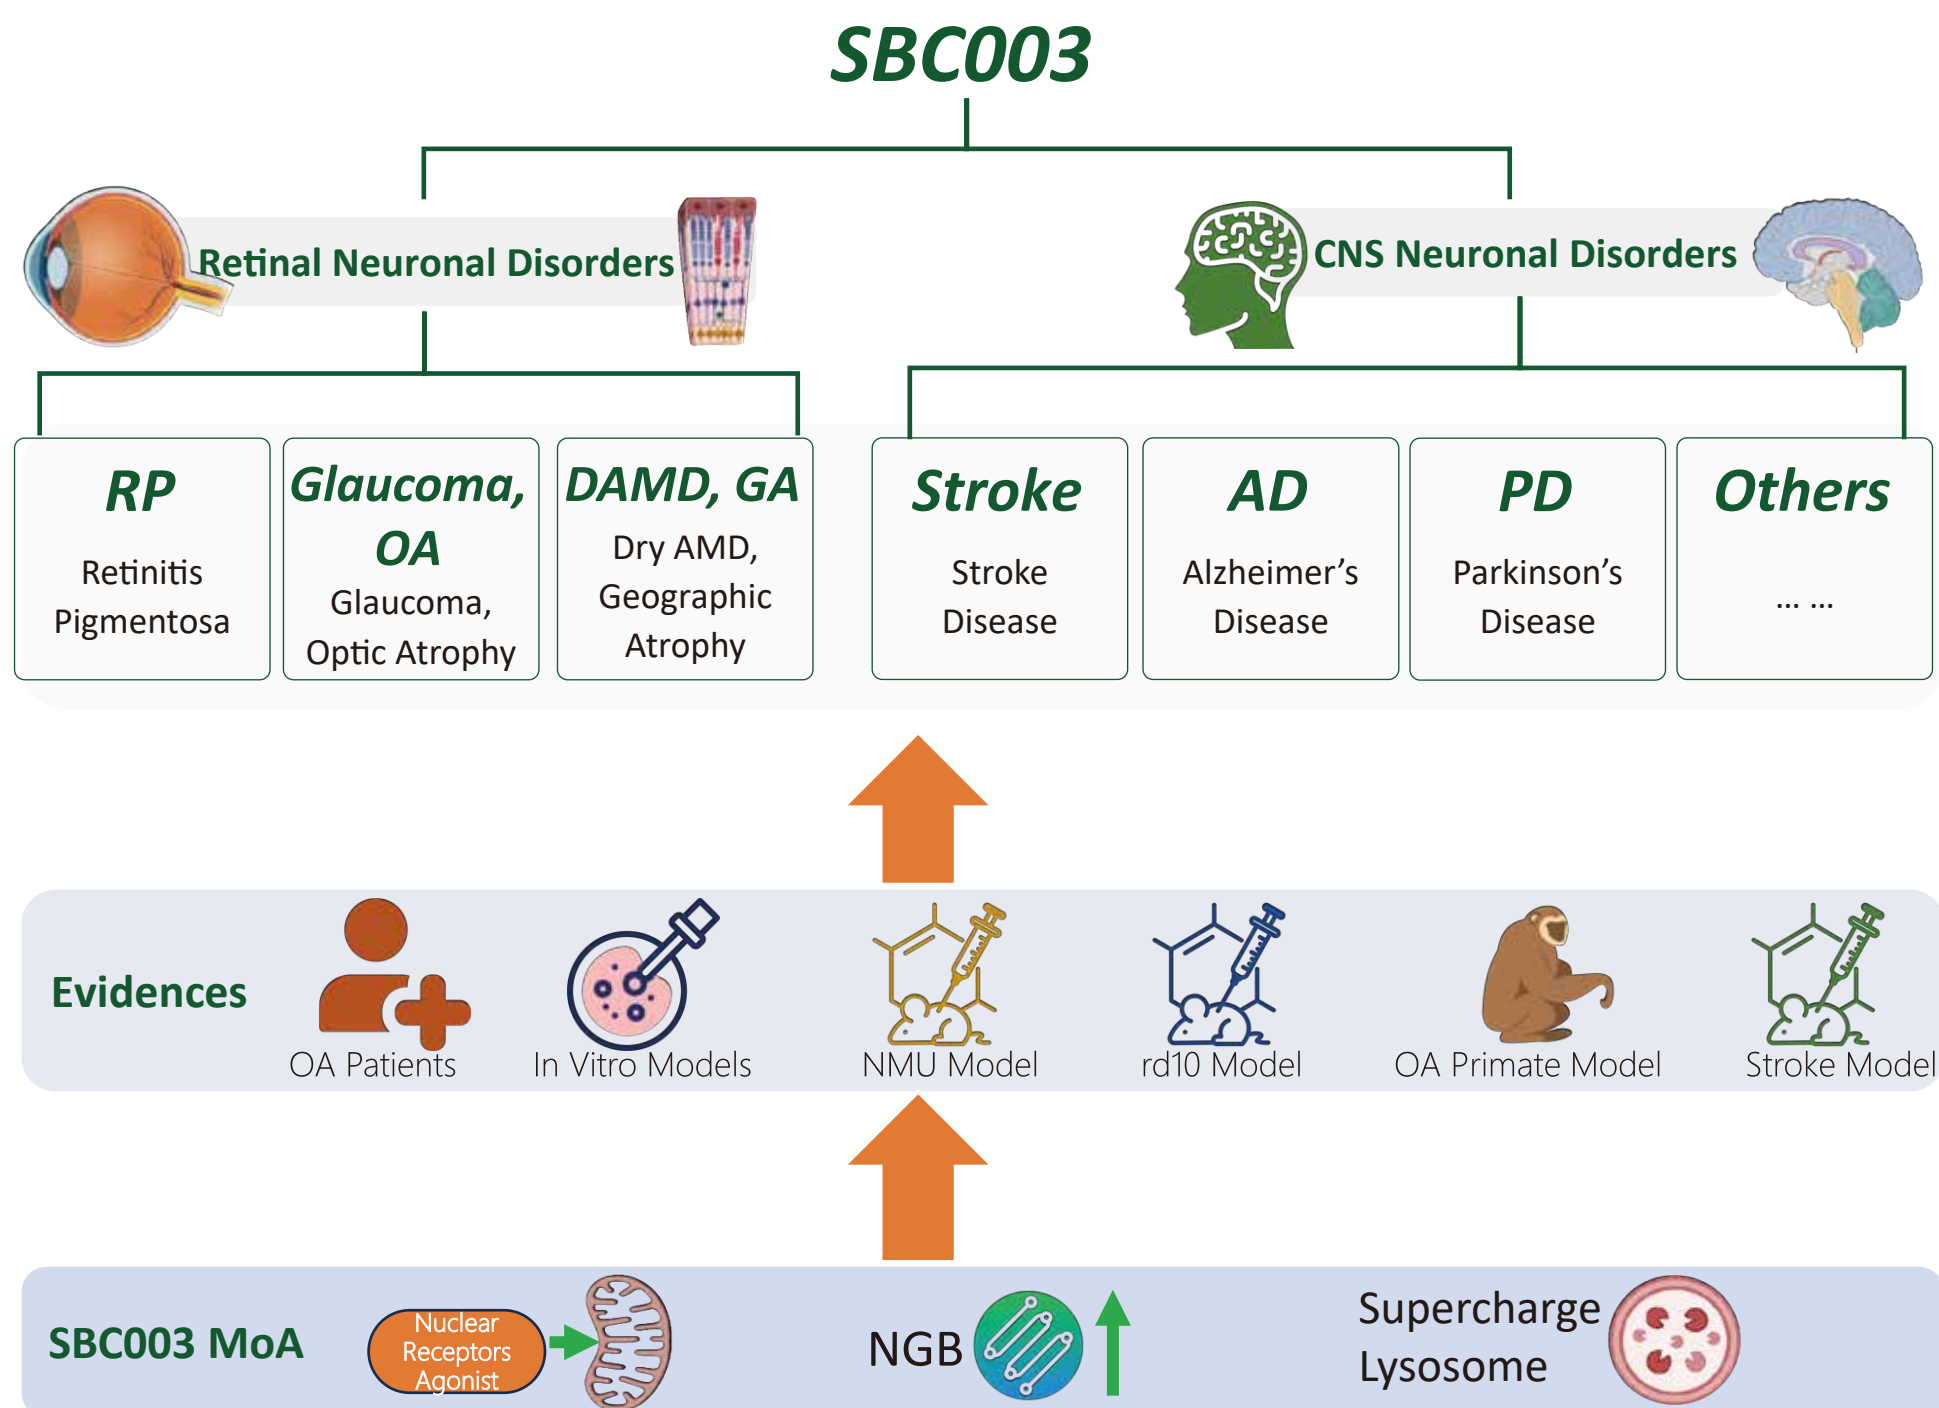 SBC003
Retinal Neuronal Disorders
CNS Neuronal Disorders
RP
Retinitis
Pigmentosa
Glaucoma,
OA
Glaucoma,
Optic Atrophy
DAMD, GA
Dry AMD,
Geographic
Atrophy
Stroke
Stroke
Disease
AD
Alzheimer’s
Disease
PD
Parkinson’s
Disease
Others
... ...
Evidences
OA Patients
In Vitro Models
NMU Model
rd10 Model
OA Primate Model
Stroke Model
SBC003 MoA
Nuclear
Receptors
Agonist
NGB
Supercharge
Lysosome